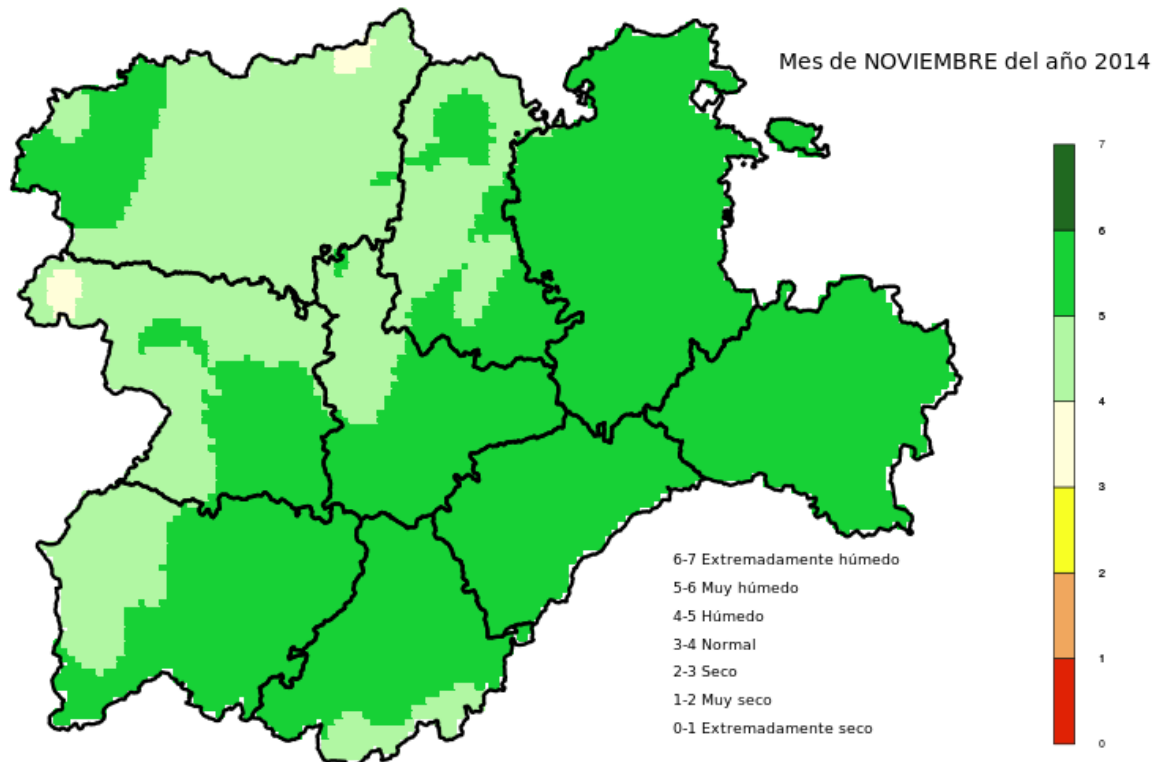 Mes de NOVIEMBRE del año 2014
7
6
5
4
3
2
1
0
6-7 Extremadamente húmedo
5-6 Muy húmedo
4-5 Húmedo
3-4 Normal
2-3 Seco
1-2 Muy seco
0-1 Extremadamente seco